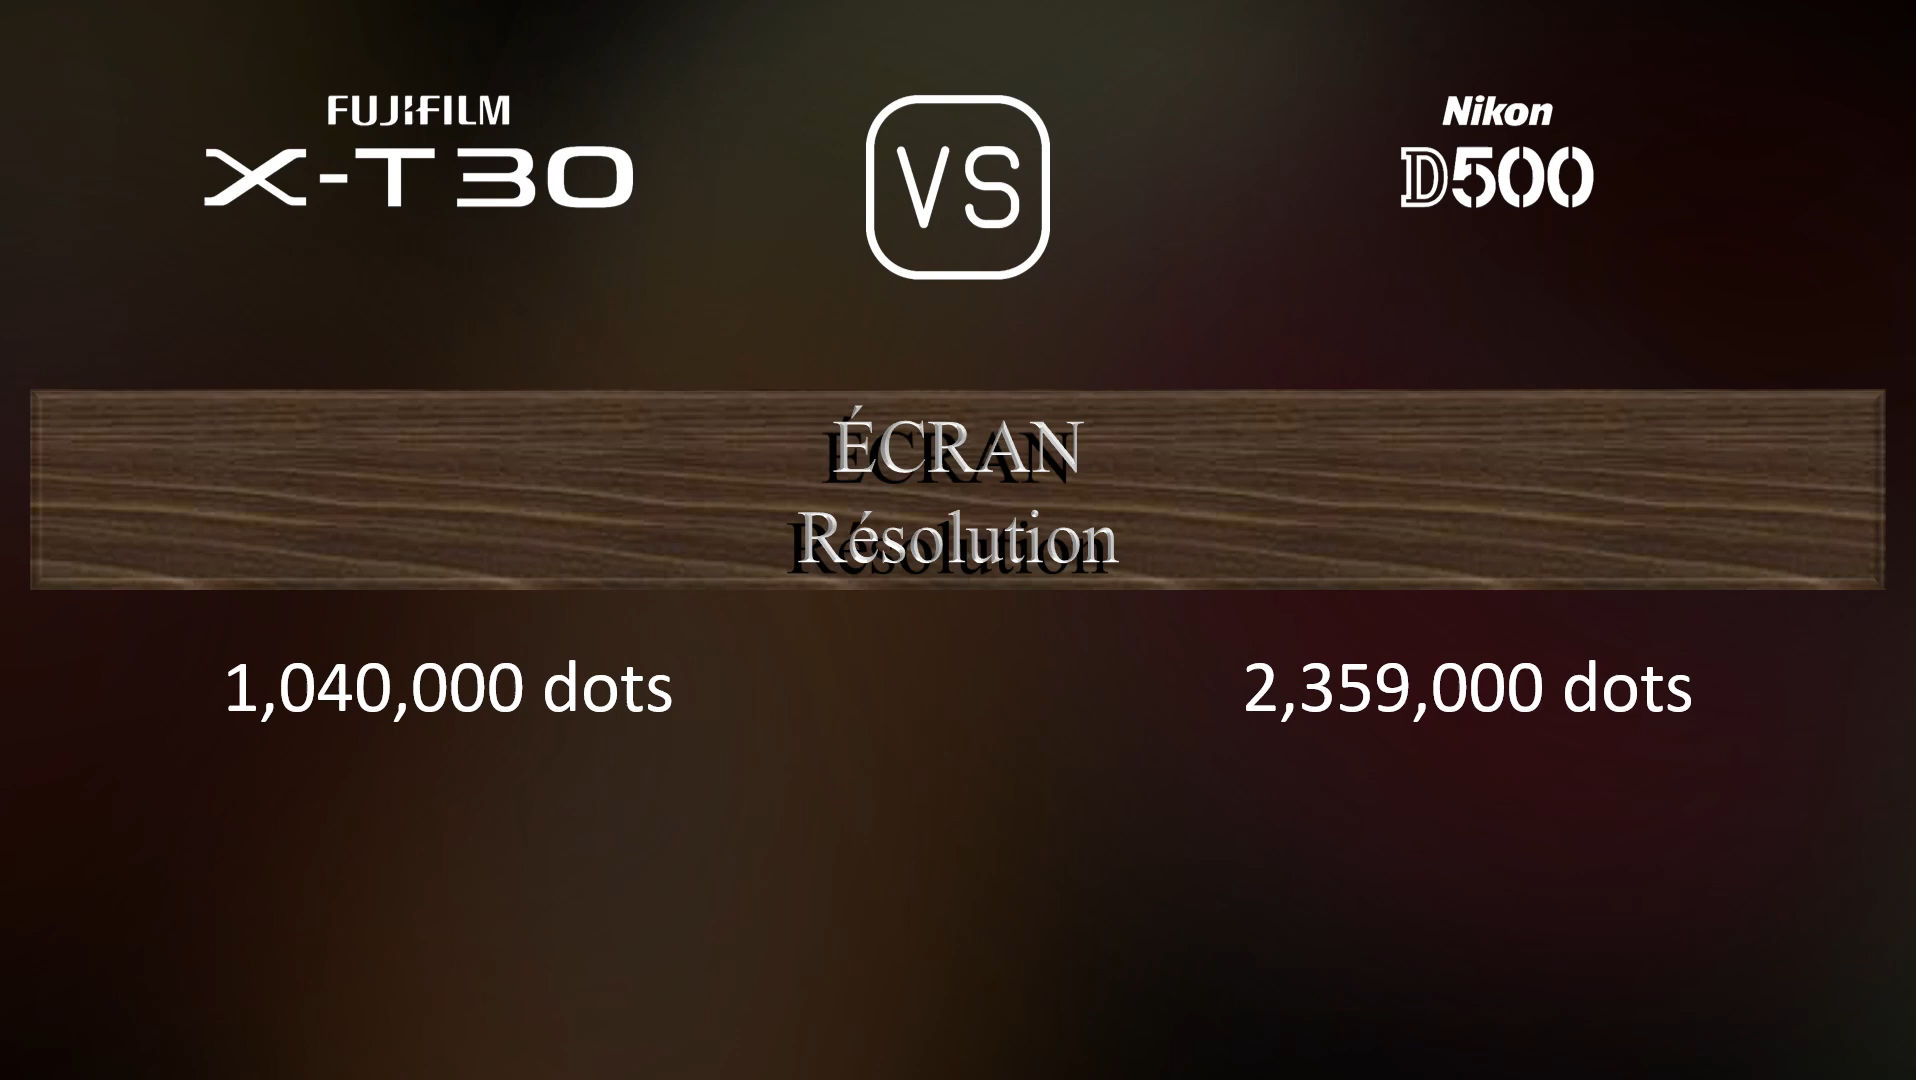 FUJIFILM
X-T30
VS
Nikon
D500
ÉCRAN
Résolution
1,040,000 dots
2,359,000 dots